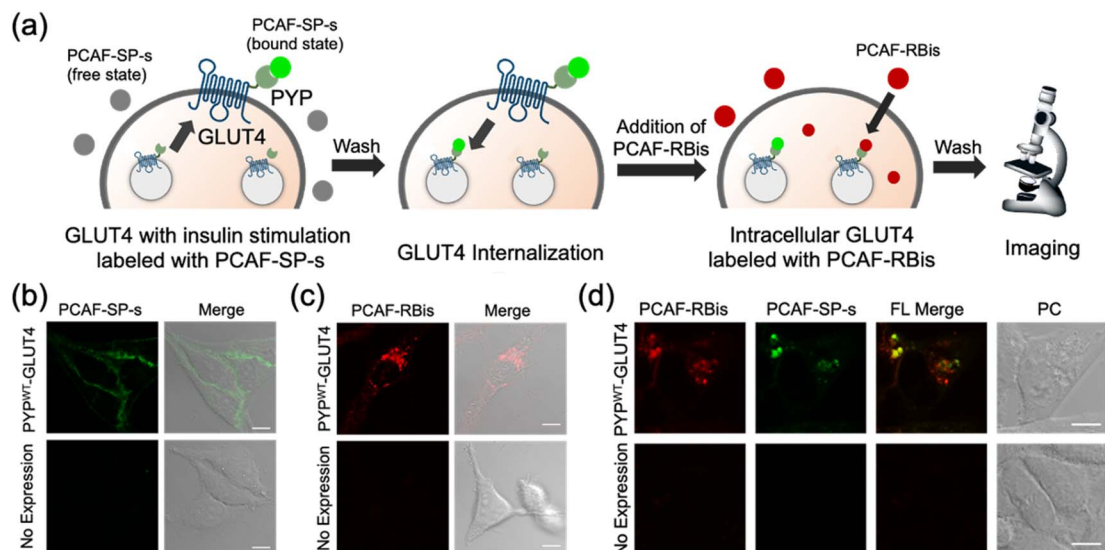 (a)
PCAF-SP-s
(free state)
PCAF-SP-s
(bound state)
PYP
GLUT4
GLUT4 with insulin stimulation
labeled with PCAF-SP-s
Wash
GLUT4 Internalization
Addition of
PCAF-RBis
PCAF-RBis
Intracellular GLUT4
labeled with PCAF-RBis
Wash
Imaging
(b)
PCAF-SP-s Merge
PYPWT-GLUT4
No Expression
(c)
PCAF-RBis Merge
PYPWT-GLUT4
No Expression
(d)
PCAF-RBis PCAF-SP-s FL Merge PC
PYPWT-GLUT4
No Expression